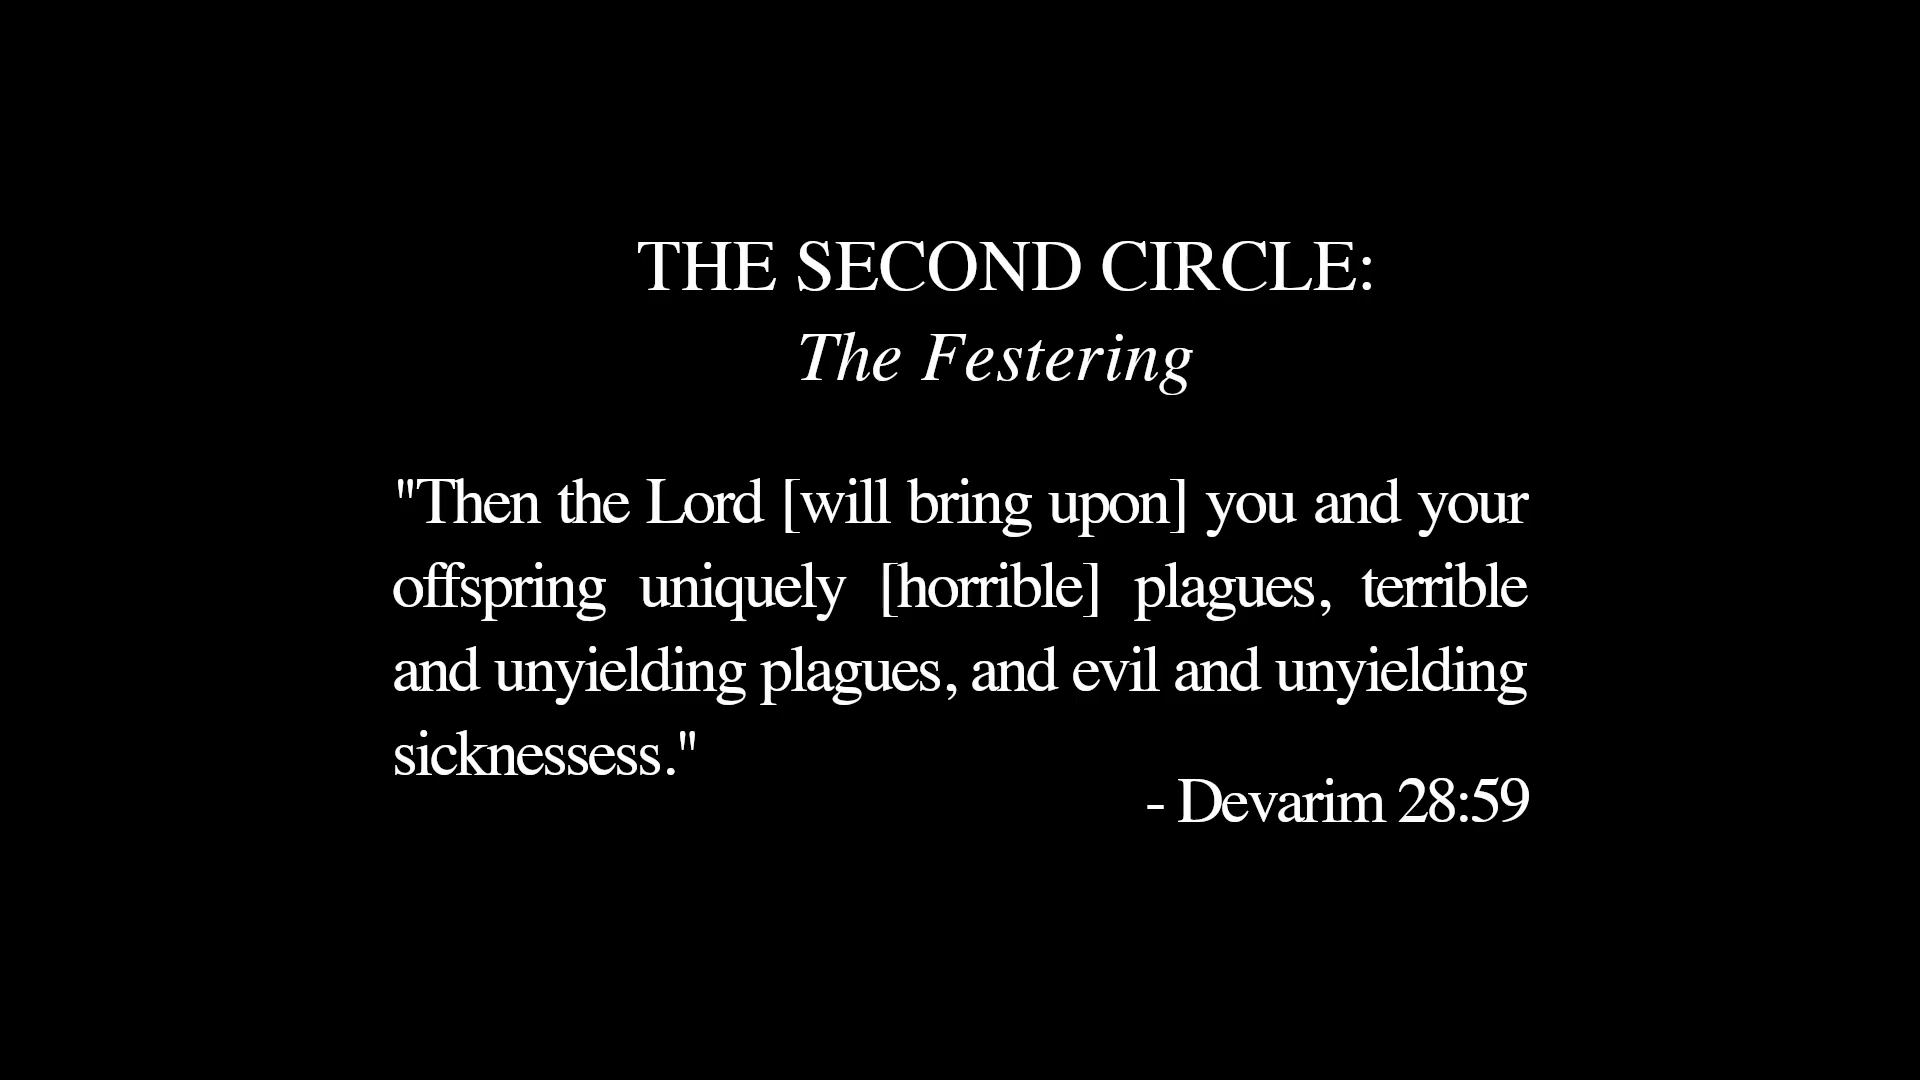 THE SECOND CIRCLE:
The Festering
"Then the Lord [will bring upon] you and your
offspring uniquely [horrible] plagues, terrible
and unyielding plagues, and evil and unyielding
sicknessess."
- Devarim 28:59